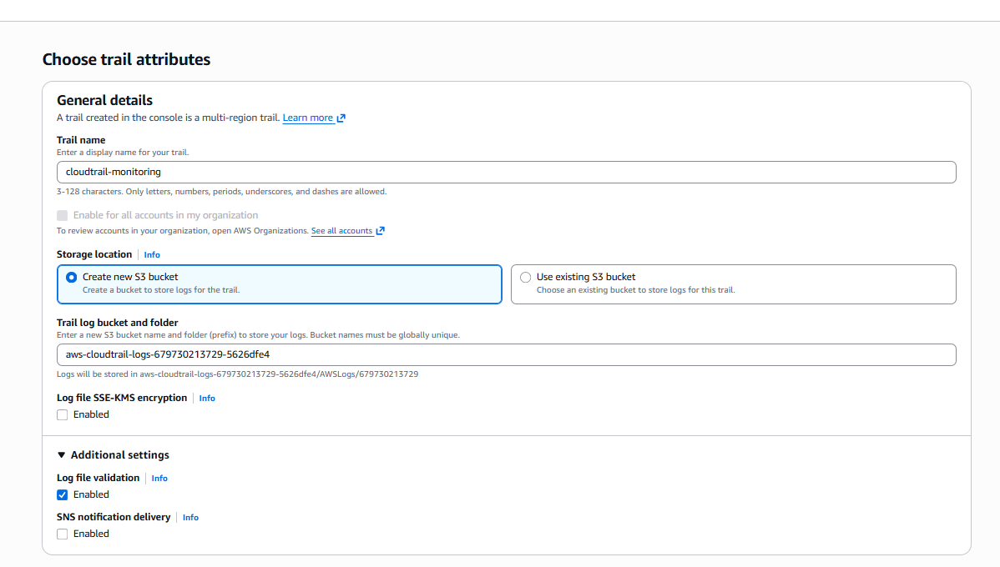 Choose trail attributes
General details
A trail created in the console is a multi-region trail. Learn more
Trail name
Enter a display name for your trail.
cloudtrail-monitoring
3-128 characters. Only letters, numbers, periods, underscores, and dashes are allowed.
Enable for all accounts in my organization
To review accounts in your organization, open AWS Organizations. See all accounts
Storage location Info
Create new S3 bucket
Create a bucket to store logs for the trail.
Use existing S3 bucket
Choose an existing bucket to store logs for this trail.
Trail log bucket and folder
Enter a new S3 bucket name and folder (prefix) to store your logs. Bucket names must be globally unique.
aws-cloudtrail-logs-679730213729-5626dfe4
Logs will be stored in aws-cloudtrail-logs-679730213729-5626dfe4/AWSLogs/679730213729
Log file SSE-KMS encryption Info
Enabled
Additional settings
Log file validation Info
Enabled
SNS notification delivery Info
Enabled